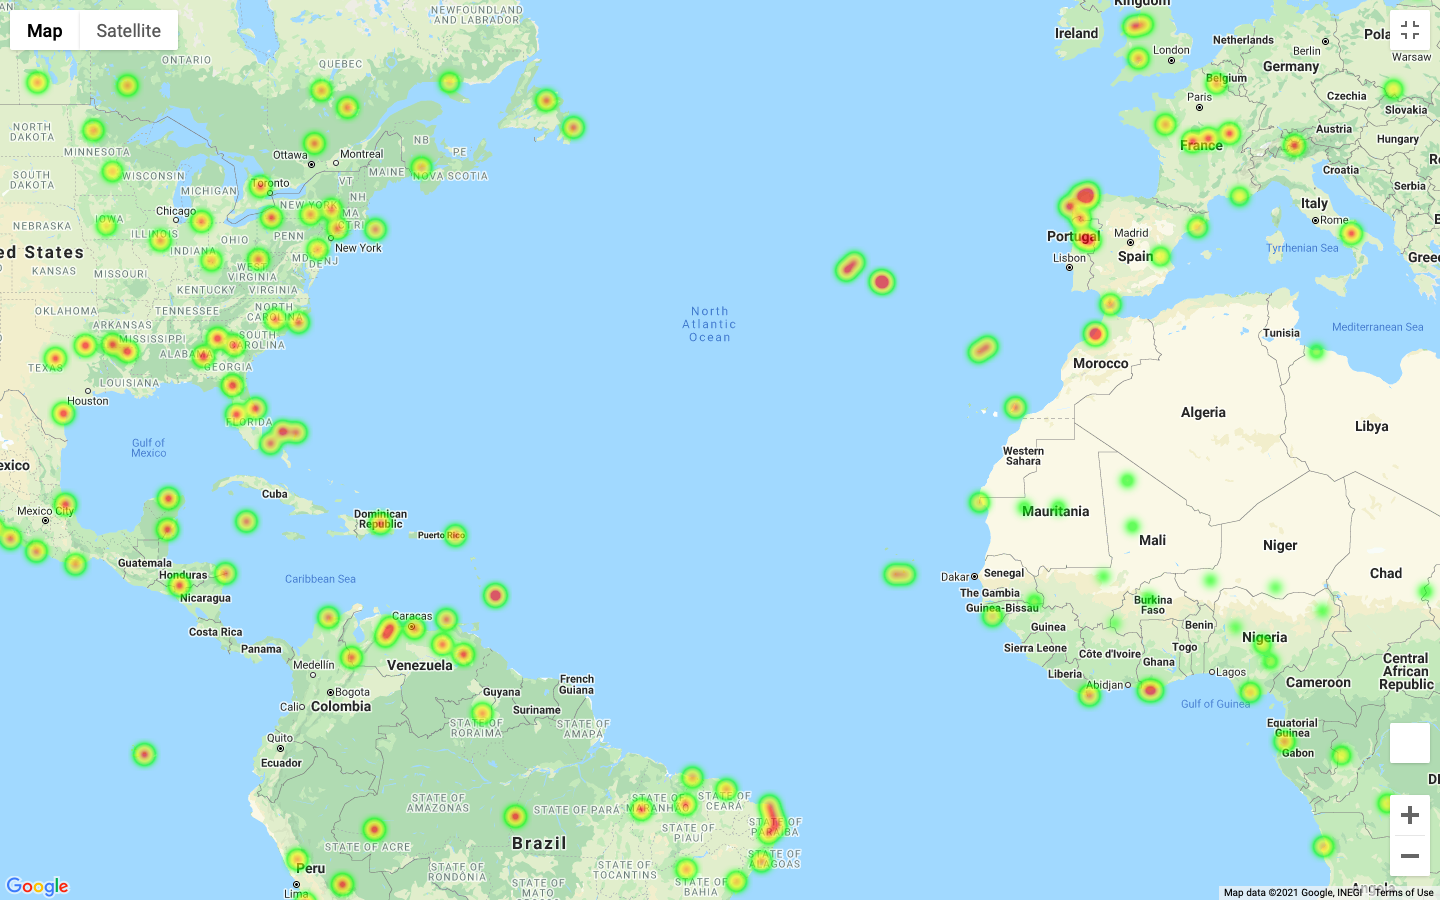 Map
Satellite
NEWFOUNDLAND
AND LABRADOR
ONTARIO
QUEBEC
Kingdom
Ireland
London
Netherlands
Berlin
Germany
Warsaw
Belgium
Paris
Czechia
Slovakia
Austria
Hungary
France
Croatia
Serbia
NORTH
DAKOTA
MINNESOTA
SOUTH
DAKOTA
WISCONSIN
MICHIGAN
Ottawa
Montreal
NB
PE
MAINE
NOVA SCOTIA
Toronto
VT
NH
NEW YORK
MA
CT
RI
Chicago
IOWA
NEBRASKA
ILLINOIS
INDIANA
OHIO
PENN
New York
MD
DE
NJ
ed States
KANSAS
MISSOURI
WEST
VIRGINIA
KENTUCKY
VIRGINIA
OKLAHOMA
TENNESSEE
ARKANSAS
NORTH
CAROLINA
MISSISSIPPI
SOUTH
CAROLINA
ALABAMA
GEORGIA
TEXAS
LOUISIANA
Houston
FLORIDA
Italy
Rome
Tyrrhenian Sea
Portugal
Madrid
Spain
Lisbon
Greec
North
Atlantic
Ocean
Tunisia
Mediterranean Sea
Morocco
Algeria
Libya
Gulf of
Mexico
exico
Western
Sahara
Cuba
Mexico City
Dominican
Republic
Puerto Rico
Mauritania
Mali
Niger
Chad
Guatemala
Honduras
Nicaragua
Caribbean Sea
Dakar
Senegal
The Gambia
Guinea-Bissau
Burkina
Faso
Guinea
Benin
Nigeria
Sierra Leone
Togo
Côte d'Ivoire
Ghana
Liberia
Abidjan
Lagos
Cameroon
Central
African
Republic
Gulf of Guinea
Equatorial
Guinea
Gabon
Costa Rica
Panama
Caracas
Venezuela
Medellín
Bogota
Cali
Colombia
Guyana
French
Guiana
Suriname
STATE OF
RORAIMA
STATE OF
AMAPA
Quito
Ecuador
STATE OF
AMAZONAS
STATE OF PARÁ
STATE OF
MARANHÃO
STATE OF
CEARÁ
STATE OF
PIAUÍ
STATE OF
PARAIBA
STATE OF
ALAGOAS
STATE OF ACRE
Brazil
Peru
Lima
STATE OF
RONDÔNIA
STATE OF
TOCANTINS
STATE OF
BAHIA
STATE OF
MATO
Angola
Google
Map data ©2021 Google, INEGI
Terms of Use